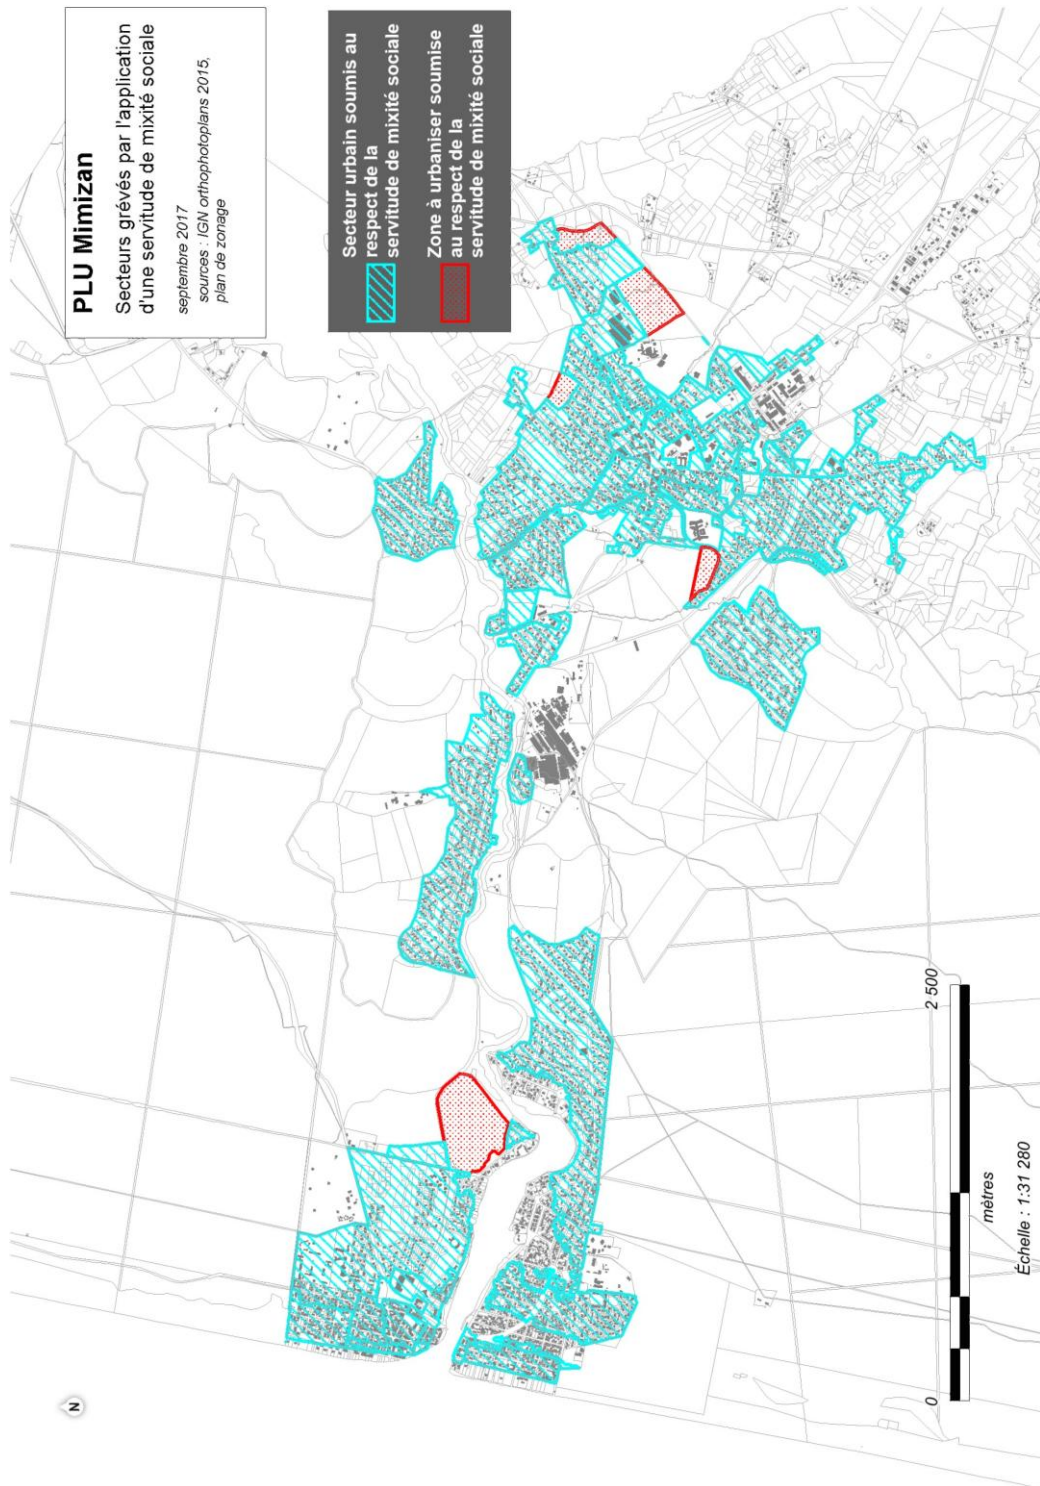 PLU Mimizan
Secteurs grévés par l'application
d'une servitude de mixité sociale
septembre 2017
sources : IGN orthophotoplans 2015,
plan de zonage
Secteur urbain soumis au
respect de la
servitude de mixité sociale
Zone à urbaniser soumise
au respect de la
servitude de mixité sociale
N
0
2 500
mètres
Échelle : 1:31 280